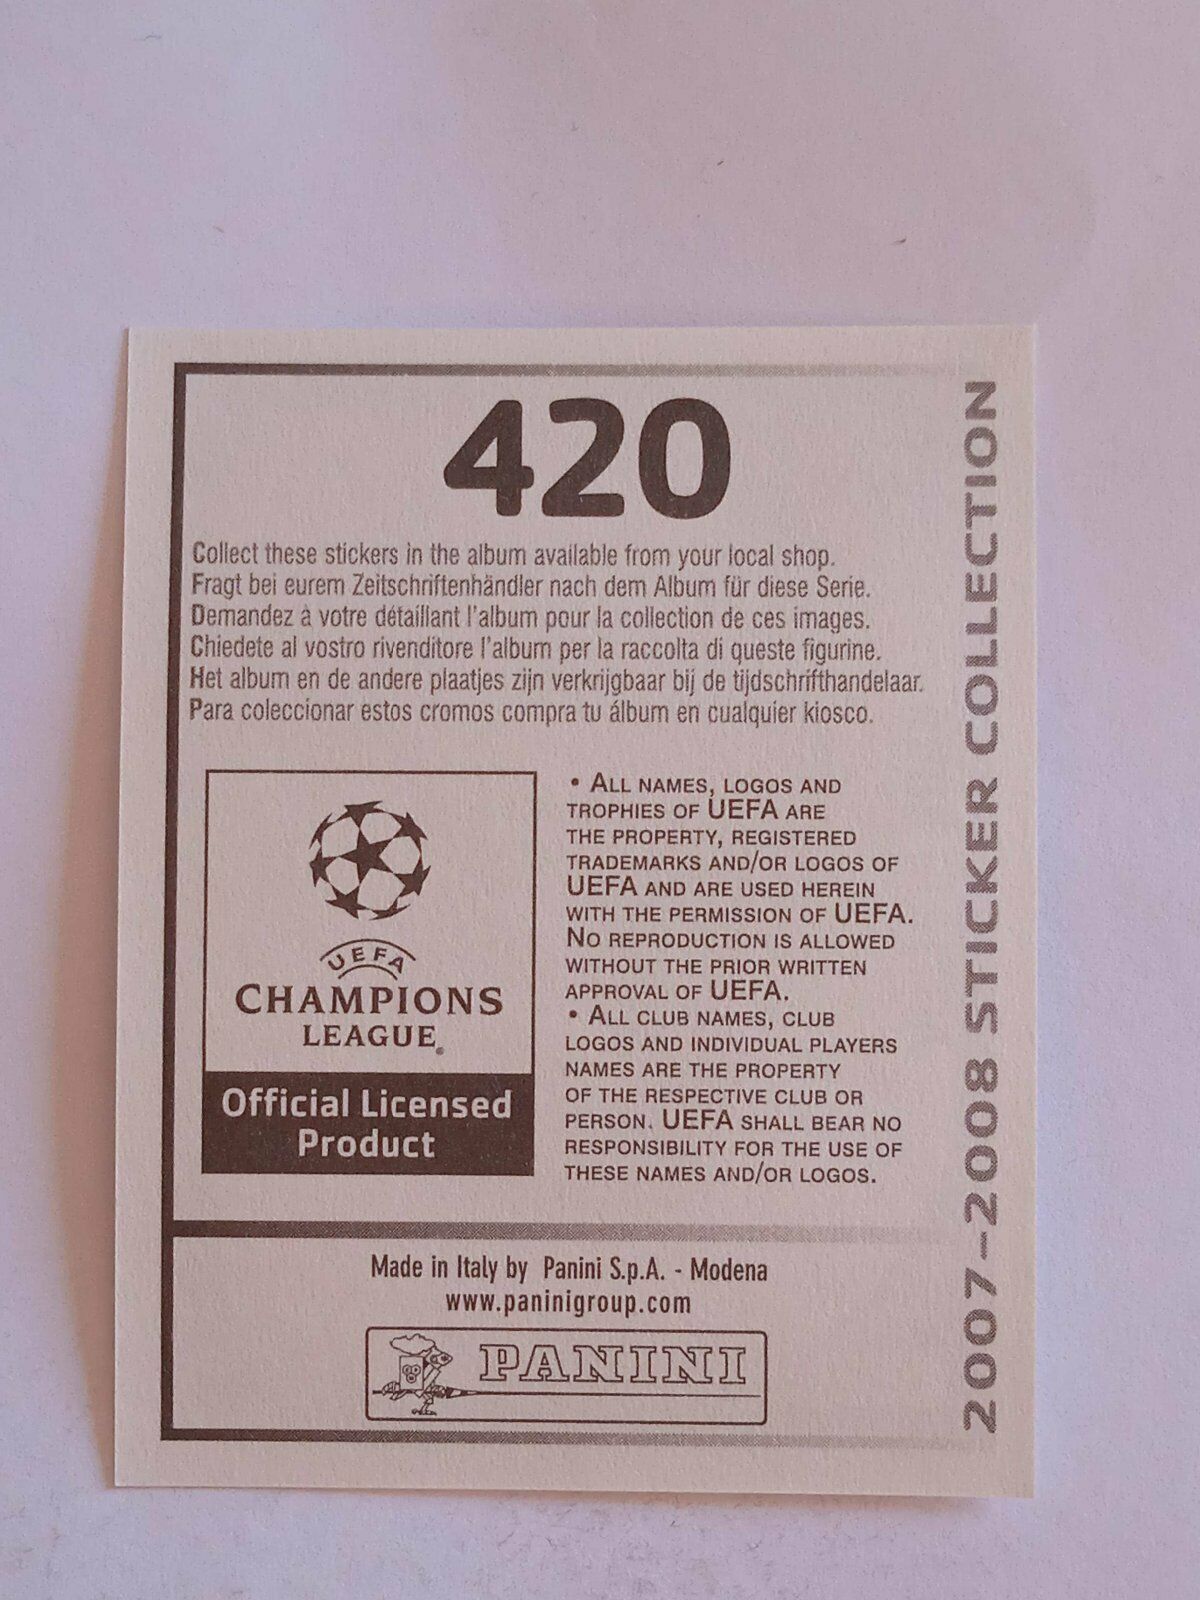 420
Collect these stickers in the album available from your local shop.
Fragt bei eurem Zeitschriftenhändler nach dem Album für diese Serie.
Demandez à votre détaillant l'album pour la collection de ces images.
Chiedete al vostro rivenditore l'album per la raccolta di queste figurine.
Het album en de andere plaatjes zijn verkrijgbaar bij de tijdschrifthandelaar.
Para coleccionar estos cromos compra tu álbum en cualquier kiosco.
UEFA
CHAMPIONS
LEAGUE®
Official Licensed
Product
• ALL NAMES, LOGOS AND
TROPHIES OF UEFA ARE
THE PROPERTY, REGISTERED
TRADEMARKS AND/OR LOGOS OF
UEFA AND ARE USED HEREIN
WITH THE PERMISSION OF UEFA.
NO REPRODUCTION IS ALLOWED
WITHOUT THE PRIOR WRITTEN
APPROVAL OF UEFA.
• ALL CLUB NAMES, CLUB
LOGOS AND INDIVIDUAL PLAYERS
NAMES ARE THE PROPERTY
OF THE RESPECTIVE CLUB OR
PERSON. UEFA SHALL BEAR NO
RESPONSIBILITY FOR THE USE OF
THESE NAMES AND/OR LOGOS.
Made in Italy by Panini S.p.A. - Modena
www.paninigroup.com
PANINI
2007-2008 STICKER COLLECTION